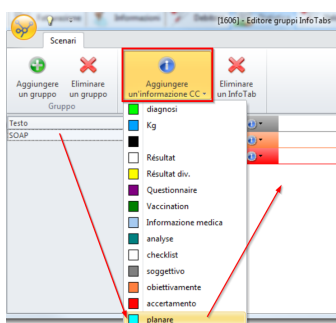 [1606] - Editore gruppi InfoTabs
Scenari
Aggiungere un gruppo
Eliminare un gruppo
Aggiungere un'informazione CC
Eliminare un InfoTab
Gruppo
Testo
SOAP
diagnosi
Kg
Résultat
Résultat div.
Questionnaire
Vaccination
Informazione medica
analyse
checklist
soggettivo
obiettivamente
accertamento
planare